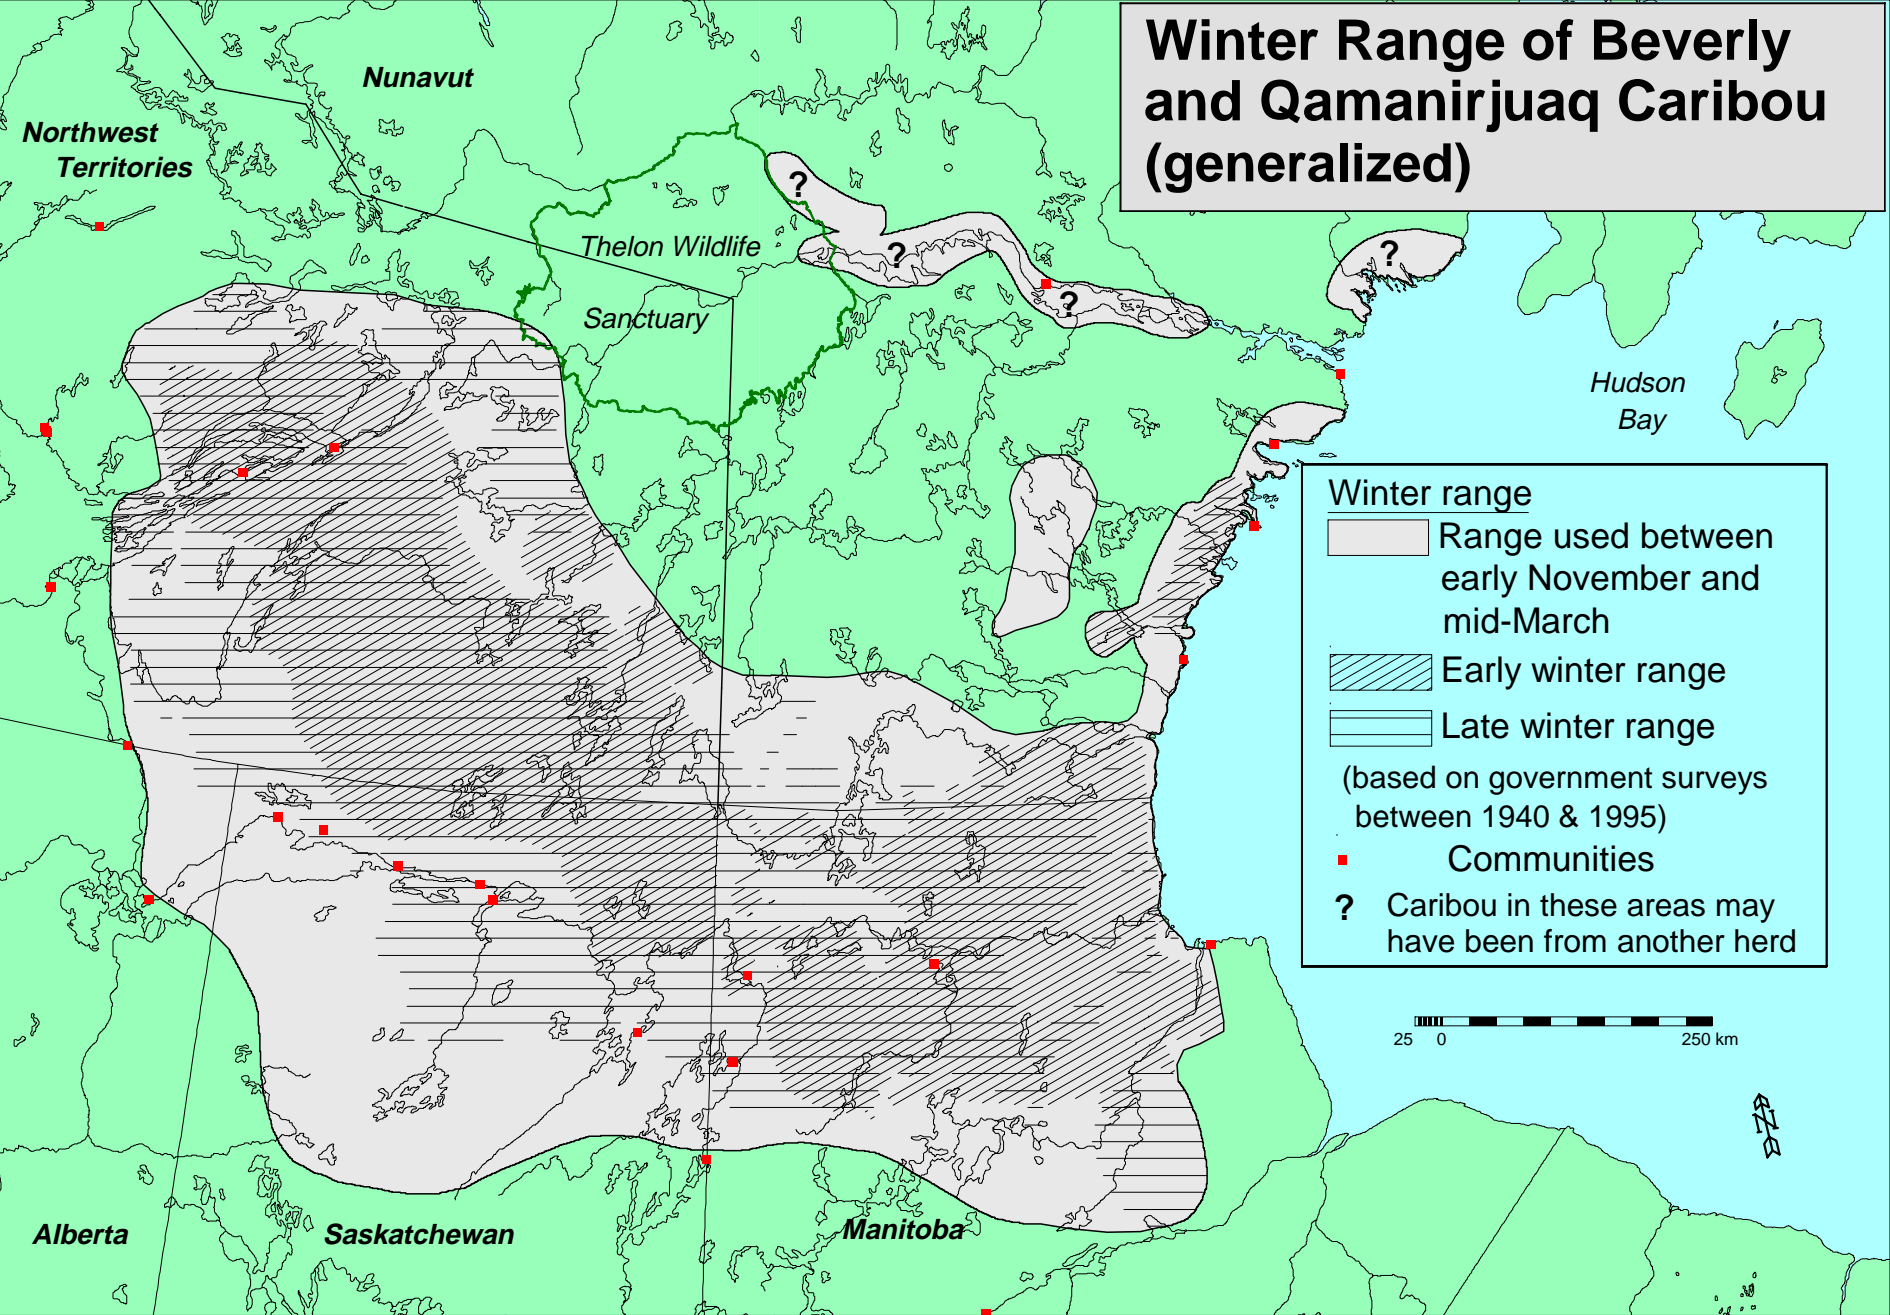 Winter Range of Beverly
and Qamanirjuaq Caribou
(generalized)
Nunavut
Northwest
Territories
?
?
?
?
Thelon Wildlife
Sanctuary
Hudson
Bay
Winter range
Range used between
early November and
mid-March
Early winter range
Late winter range
(based on government surveys
between 1940 & 1995)
Communities
? Caribou in these areas may
have been from another herd
25 0 250 km
N
Alberta
Saskatchewan
Manitoba